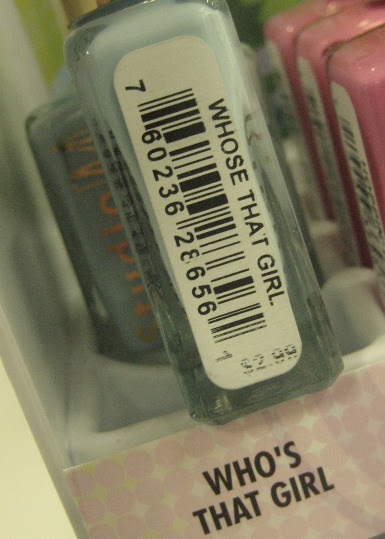 WHOSE THAT GIRL
7 60236 28656 1
$2.99
WHO'S
THAT GIRL